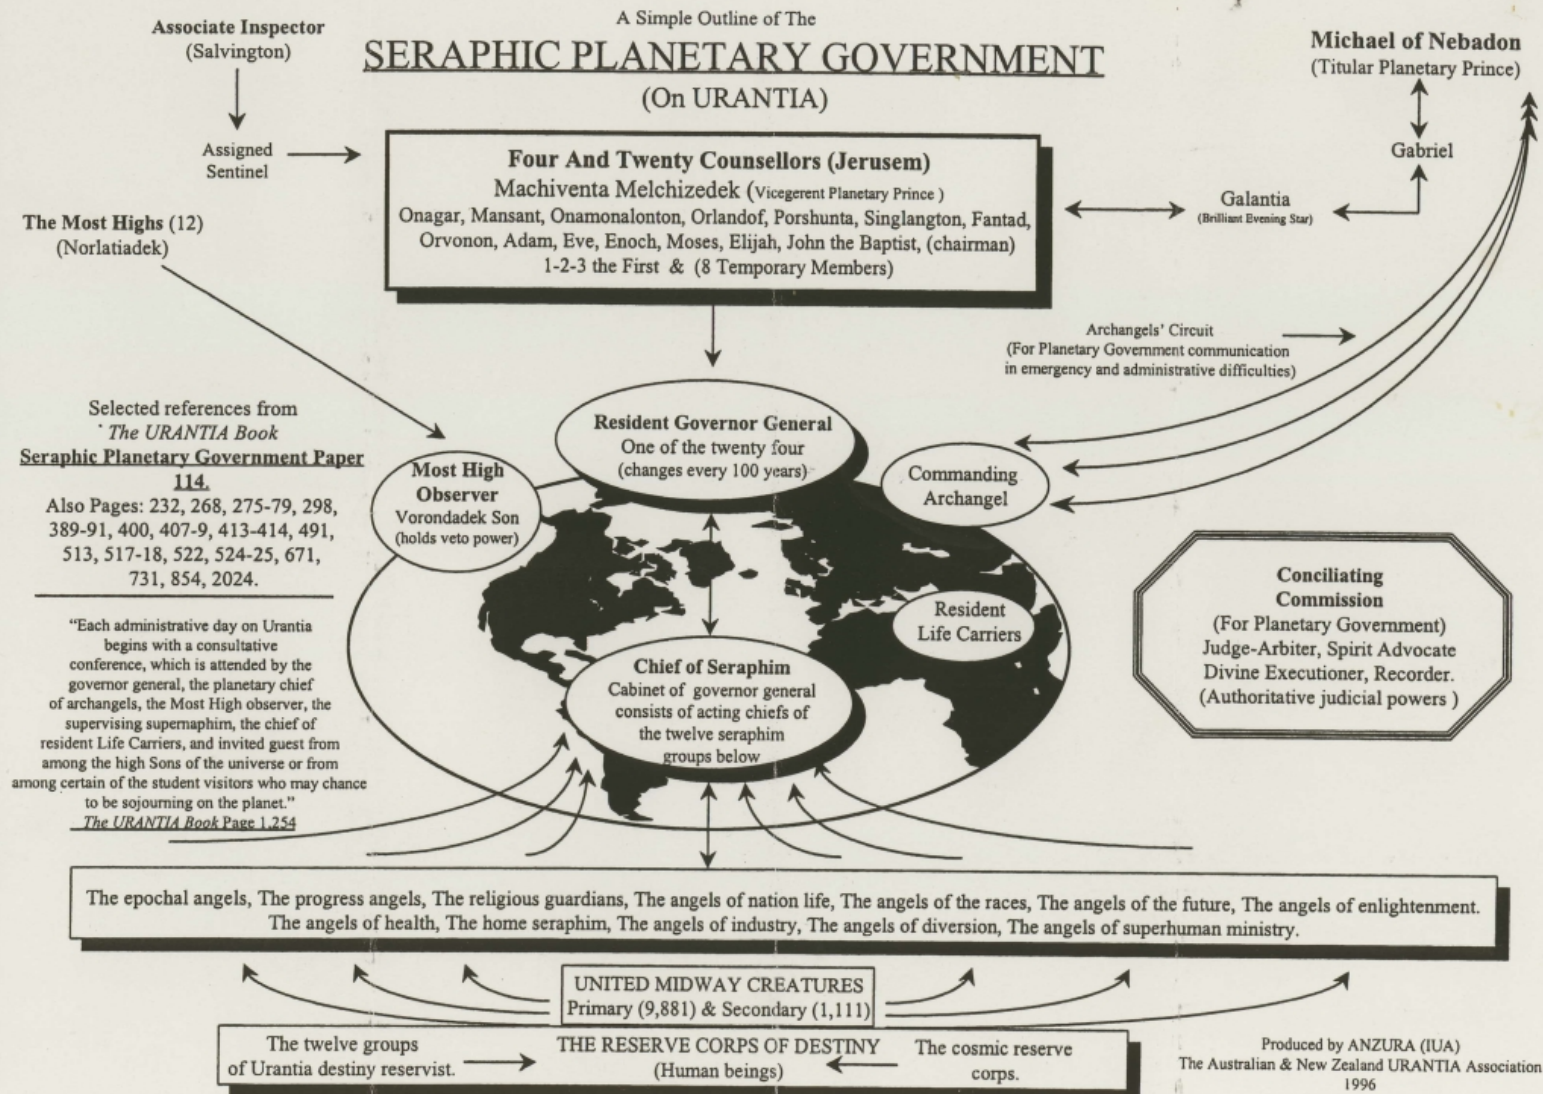 A Simple Outline of The
SERAPHIC PLANETARY GOVERNMENT
(On URANTIA)
Associate Inspector
(Salvington)
Assigned
Sentinel
The Most Highs (12)
(Norlatiadek)
Four And Twenty Counsellors (Jerusem)
Machiventa Melchizedek (Vicegerent Planetary Prince )
Onagar, Mansant, Onamonalonton, Orlandof, Porshunta, Singlangton, Fantad,
Orvonon, Adam, Eve, Enoch, Moses, Elijah, John the Baptist, (chairman)
1-2-3 the First & (8 Temporary Members)
Michael of Nebadon
(Titular Planetary Prince)
Gabriel
Galantia
(Brilliant Evening Star)
Archangels' Circuit
(For Planetary Government communication
in emergency and administrative difficulties)
Selected references from
The URANTIA Book
Seraphic Planetary Government Paper
114.
Also Pages: 232, 268, 275-79, 298,
389-91, 400, 407-9, 413-414, 491,
513, 517-18, 522, 524-25, 671,
731, 854, 2024.
"Each administrative day on Urantia
begins with a consultative
conference, which is attended by the
governor general, the planetary chief
of archangels, the Most High observer, the
supervising supernaphim, the chief of
resident Life Carriers, and invited guest from
among the high Sons of the universe or from
among certain of the student visitors who may chance
to be sojourning on the planet."
The URANTIA Book Page 1,254
Resident Governor General
One of the twenty four
(changes every 100 years)
Most High
Observer
Vorondadek Son
(holds veto power)
Commanding
Archangel
Resident
Life Carriers
Chief of Seraphim
Cabinet of governor general
consists of acting chiefs of
the twelve seraphim
groups below
Conciliating
Commission
(For Planetary Government)
Judge-Arbiter, Spirit Advocate
Divine Executioner, Recorder.
(Authoritative judicial powers )
The epochal angels, The progress angels, The religious guardians, The angels of nation life, The angels of the races, The angels of the future, The angels of enlightenment.
The angels of health, The home seraphim, The angels of industry, The angels of diversion, The angels of superhuman ministry.
UNITED MIDWAY CREATURES
Primary (9,881) & Secondary (1,111)
The twelve groups
of Urantia destiny reservist.
THE RESERVE CORPS OF DESTINY
(Human beings)
The cosmic reserve
corps.
Produced by ANZURA (IUA)
The Australian & New Zealand URANTIA Association
1996